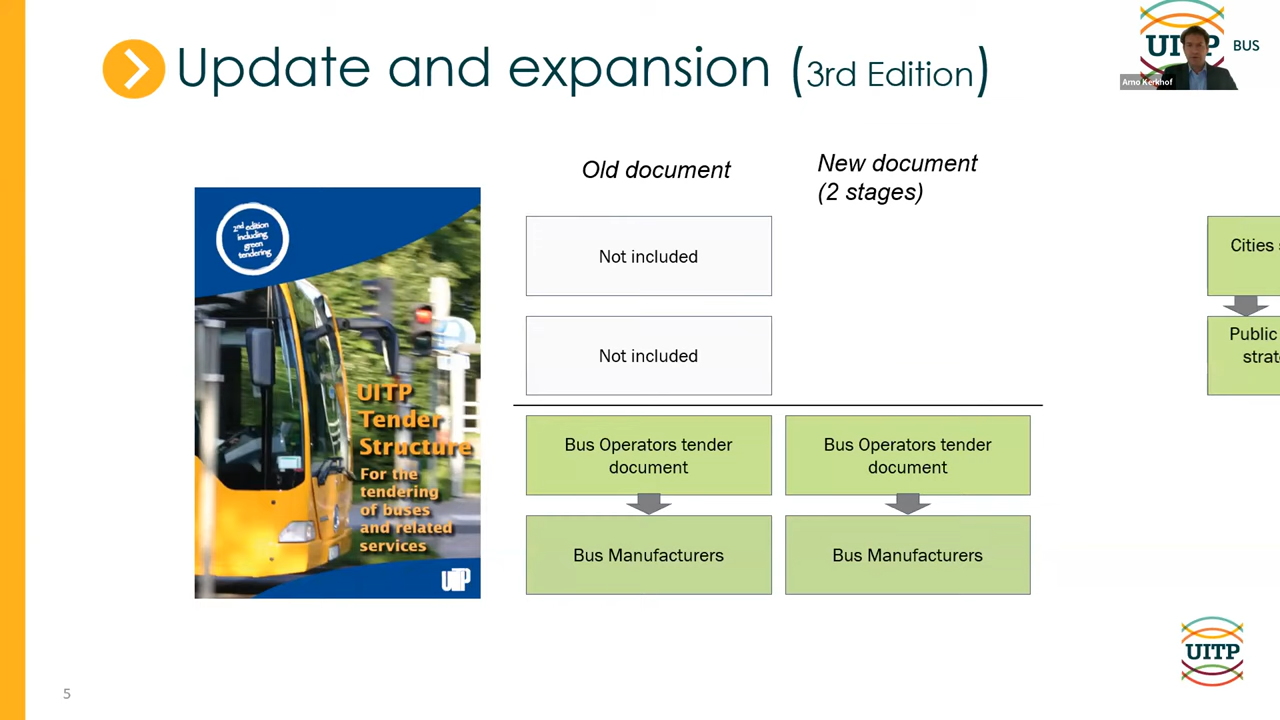 Update and expansion (3rd Edition)
UITP BUS
Arno Kerkhof
Old document
New document
(2 stages)
2nd edition
including
green
tendering
UITP
Tender
Structure
For the
tendering
of buses
and related
services
UITP
Not included
Not included
Cities
Public
strat
Bus Operators tender
document
Bus Operators tender
document
Bus Manufacturers
Bus Manufacturers
UITP
5